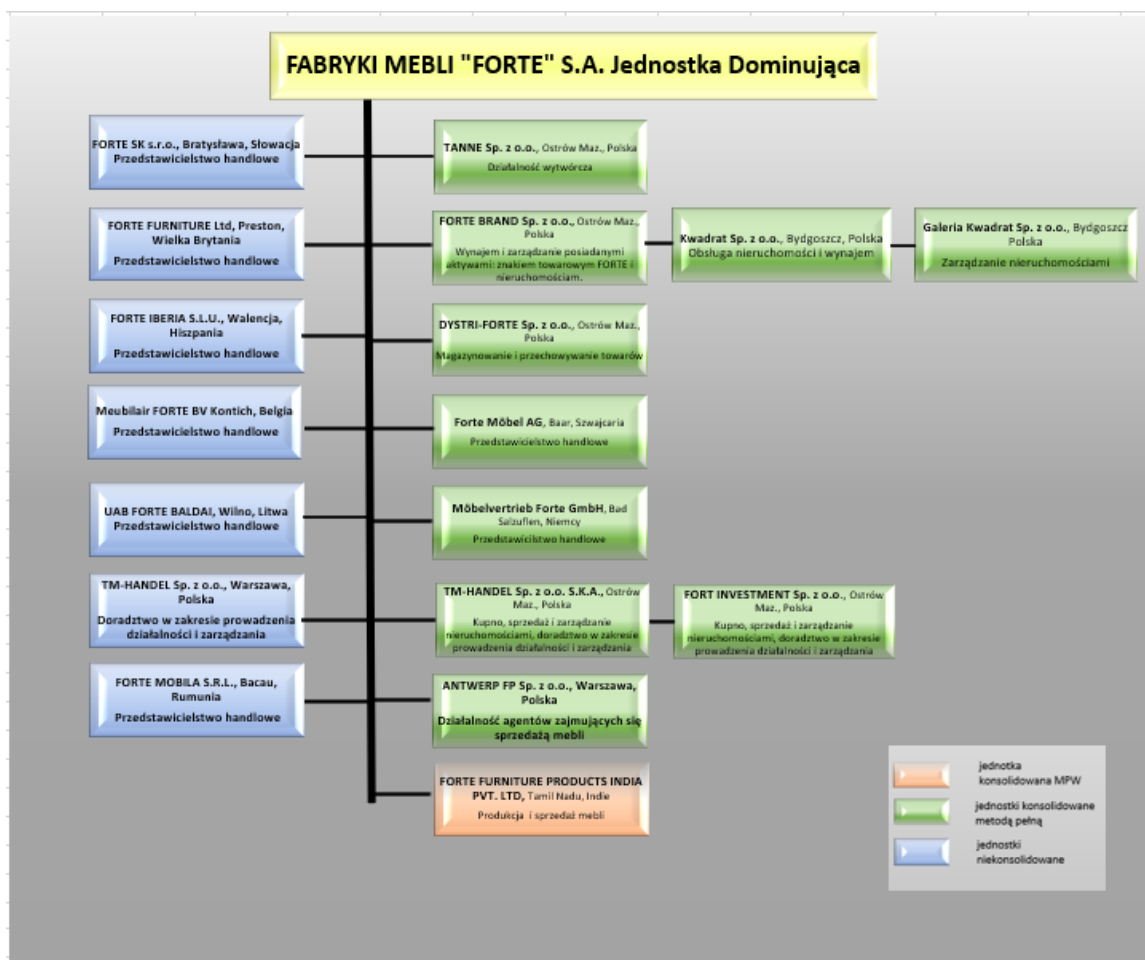 FABRYKI MEBLI "FORTE" S.A. Jednostka Dominująca
FORTE SK s.r.o., Bratysława, Słowacja
Przedstawicielstwo handlowe
TANNE Sp. z o.o., Ostrów Maz., Polska
Działalność wytwórcza
FORTE FURNITURE Ltd, Preston,
Wielka Brytania
Przedstawicielstwo handlowe
FORTE BRAND Sp. z o.o., Ostrów Maz.,
Polska
Wynajem i zarządzanie posiadanymi
aktywami: znakiem towarowym FORTE i
nieruchomościam.
Kwadrat Sp. z o.o., Bydgoszcz, Polska
Obsługa nieruchomości i wynajem
Galeria Kwadrat Sp. z o.o., Bydgoszcz
Polska
Zarządzanie nieruchomościami
FORTE IBERIA S.L.U., Walencja,
Hiszpania
Przedstawicielstwo handlowe
DYSTRI-FORTE Sp. z o.o., Ostrów Maz.,
Polska
Magazynowanie i przechowywanie towarów
Meubilair FORTE BV Kontich, Belgia
Przedstawicielstwo handlowe
Forte Möbel AG, Baar, Szwajcaria
Przedstawicielstwo handlowe
UAB FORTE BALDAI, Wilno, Litwa
Przedstawicielstwo handlowe
Möbelvertrieb Forte GmbH, Bad
Salzuflen, Niemcy
Przedstawicilstwo handlowe
TM-HANDEL Sp. z o.o., Warszawa,
Polska
Doradztwo w zakresie prowadzenia
działalności i zarządzania
TM-HANDEL Sp. z o.o. S.K.A., Ostrów
Maz., Polska
Kupno, sprzedaż i zarządzanie
nieruchomościami, doradztwo w zakresie
prowadzenia działalności i zarządzania
FORT INVESTMENT Sp. z o.o., Ostrów
Maz., Polska
Kupno, sprzedaż i zarządzanie
nieruchomościami, doradztwo w zakresie
prowadzenia działalności i zarządzania
FORTE MOBILA S.R.L., Bacau,
Rumunia
Przedstawicielstwo handlowe
ANTWERP FP Sp. z o.o., Warszawa,
Polska
Działalność agentów zajmujących się
sprzedażą mebli
FORTE FURNITURE PRODUCTS INDIA
PVT. LTD, Tamil Nadu, Indie
Produkcja i sprzedaż mebli
jednotka
konsolidowana MPW
jednostki konsolidowane
metodą pełną
jednostki
niekonsolidowane